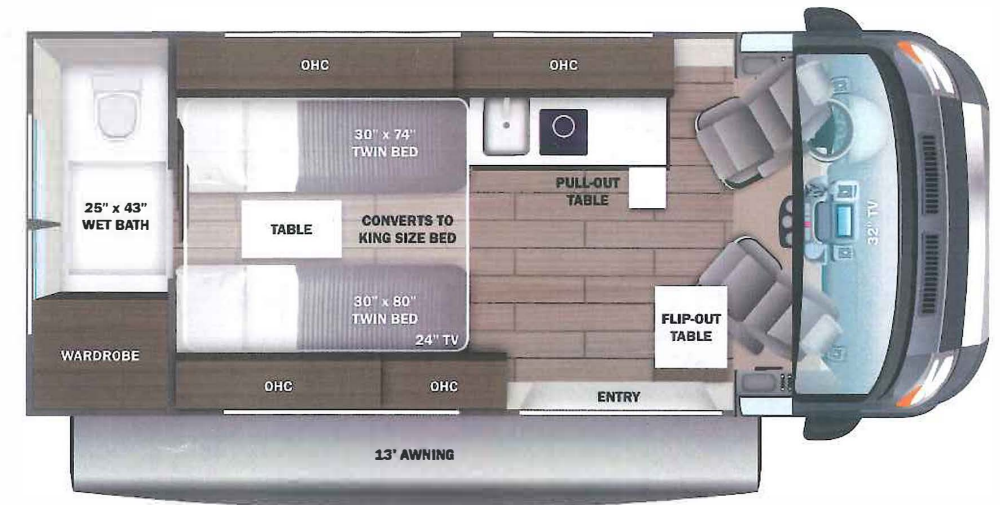 OHC
OHC
30" x 74"
TWIN BED
25" x 43"
WET BATH
TABLE
CONVERTS TO
KING SIZE BED
PULL-OUT
TABLE
32" TV
30" x 80"
TWIN BED
24" TV
FLIP-OUT
TABLE
WARDROBE
OHC
OHC
ENTRY
13' AWNING